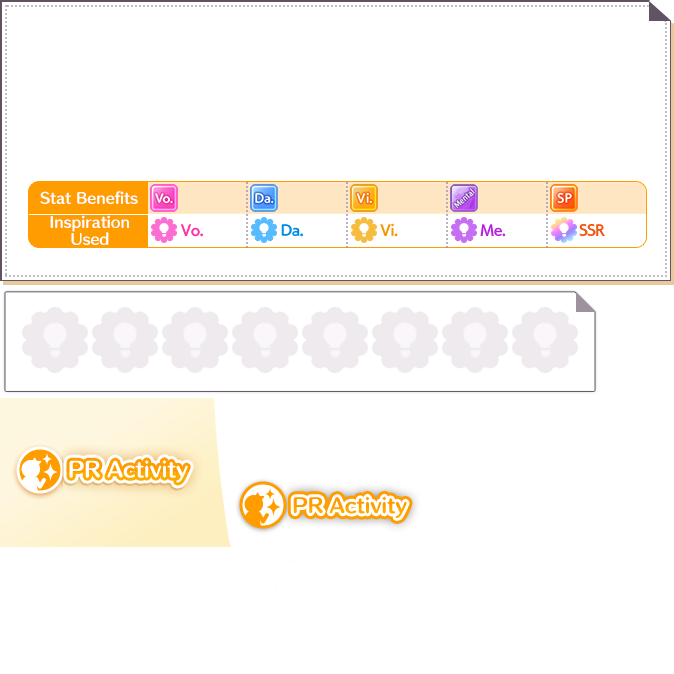 Stat Benefits Vo. Da. Vi. Mental SP
Inspiration
Used Vo. Da. Vi. Me. SSR
PR Activity
PR Activity